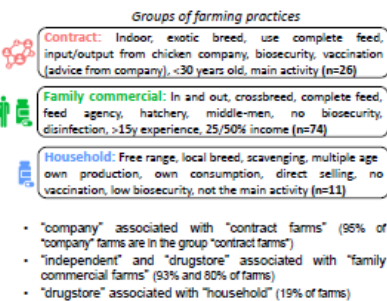 Groups of farming practices
Contract: Indoor, exotic breed, use complete feed,
input/output from chicken company, biosecurity, vaccination
(advice from company), <30 years old, main activity (n=26)
Family commercial: In and out, crossbreed, complete feed,
feed agency, hatchery, middle-men, no biosecurity,
disinfection, >15y experience, 25/50% income (n=74)
Household: Free range, local breed, scavenging, multiple age
own production, own consumption, direct selling, no
vaccination, low biosecurity, not the main activity (n=11)
• "company" associated with "contract farms" (95% of
"company" farms are in the group "contract farms")
• "independent" and "drugstore" associated with "family
commercial farms" (93% and 80% of farms)
• "drugstore" associated with "household" (19% of farms)